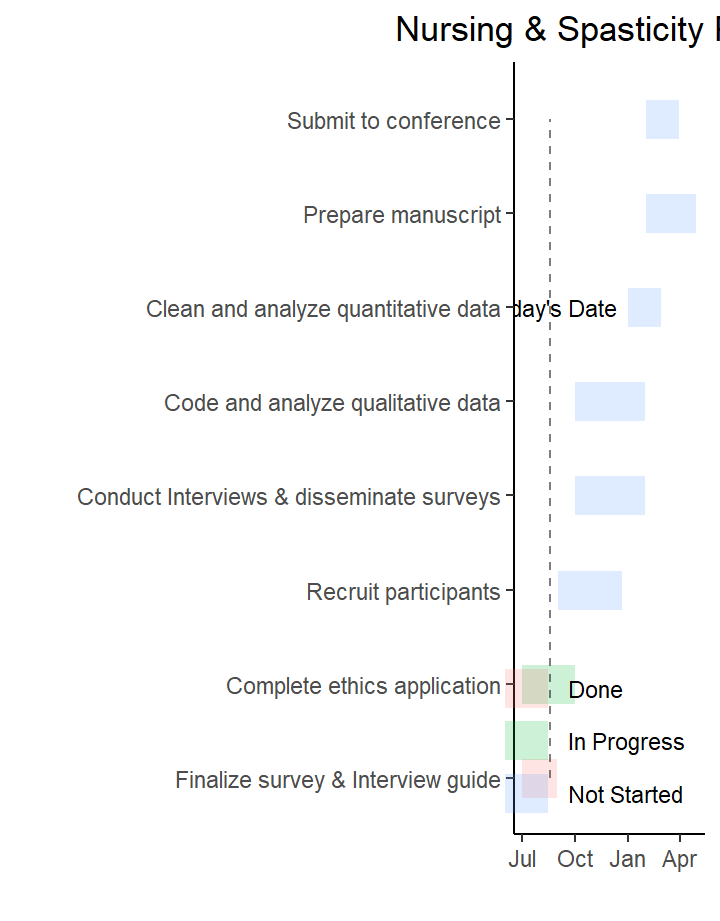 Nursing & Spasticity
Submit to conference
Prepare manuscript
Clean and analyze quantitative data
day's Date
Code and analyze qualitative data
Conduct Interviews & disseminate surveys
Recruit participants
Complete ethics application
Done
In Progress
Finalize survey & Interview guide
Not Started
Jul Oct Jan Apr